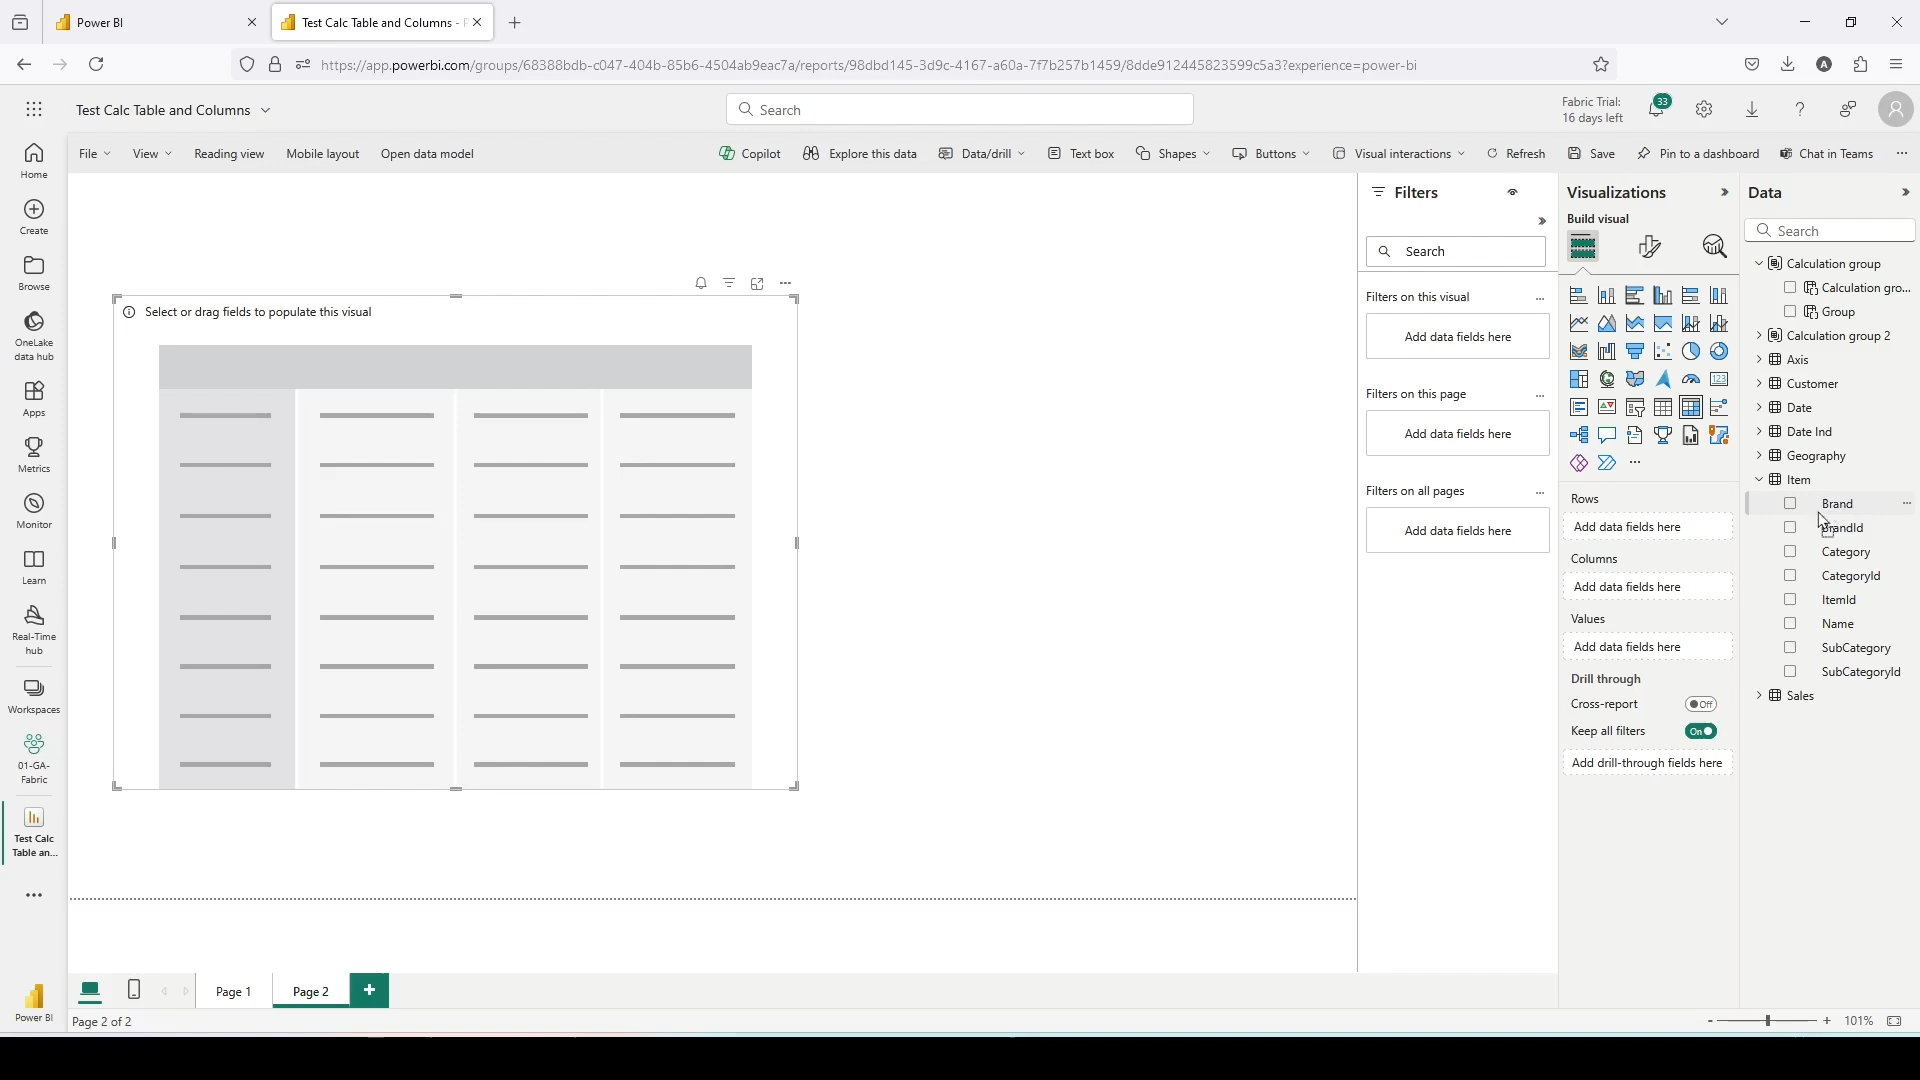 Power BI
Test Calc Table and Columns - P
https://app.powerbi.com/groups/68388bdb-c047-404b-85b6-4504ab9eac7a/reports/98dbd145-3d9c-4167-a60a-7f7b257b1459/8dde912445823599c5a3?experience=power-bi
Test Calc Table and Columns
Search
Fabric Trial:
16 days left
33
File
View
Reading view
Mobile layout
Open data model
Copilot
Explore this data
Data/drill
Text box
Shapes
Buttons
Visual interactions
Refresh
Save
Pin to a dashboard
Chat in Teams
Home
Create
Browse
OneLake
data hub
Apps
Metrics
Monitor
Learn
Real-Time
hub
Workspaces
01-GA-
Fabric
Test Calc
Table an...
Power BI
Select or drag fields to populate this visual
Filters
Search
Filters on this visual
Add data fields here
Filters on this page
Add data fields here
Filters on all pages
Add data fields here
Visualizations
Build visual
123
Rows
Add data fields here
Columns
Add data fields here
Values
Add data fields here
Drill through
Cross-report
Off
Keep all filters
On
Add drill-through fields here
Data
Search
Calculation group
Calculation gro...
Group
Calculation group 2
Axis
Customer
Date
Date Ind
Geography
Item
Brand
BrandId
Category
CategoryId
ItemId
Name
SubCategory
SubCategoryId
Sales
Page 1
Page 2
Page 2 of 2
101%